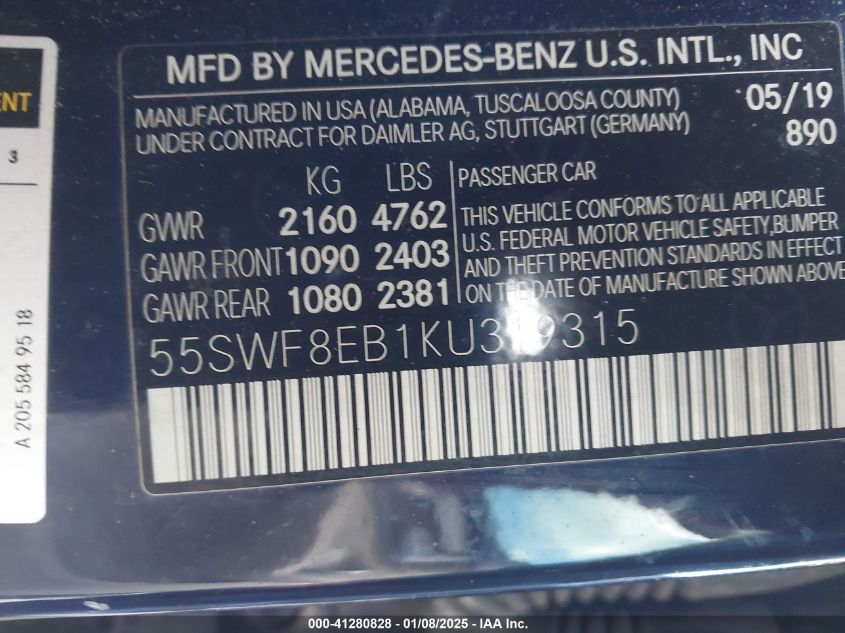 ENT
3
A 205 584 95 18
MFD BY MERCEDES-BENZ U.S. INTL., INC
MANUFACTURED IN USA (ALABAMA, TUSCALOOSA COUNTY) 05/19
UNDER CONTRACT FOR DAIMLER AG, STUTTGART (GERMANY) 890
KG LBS
GVWR 2160 4762
GAWR FRONT 1090 2403
GAWR REAR 1080 2381
PASSENGER CAR
THIS VEHICLE CONFORMS TO ALL APPLICABLE
U.S. FEDERAL MOTOR VEHICLE SAFETY, BUMPER
AND THEFT PREVENTION STANDARDS IN EFFECT
ON THE DATE OF MANUFACTURE SHOWN ABOVE
000-41280828 - 01/08/2025 - IAA HOUSTON